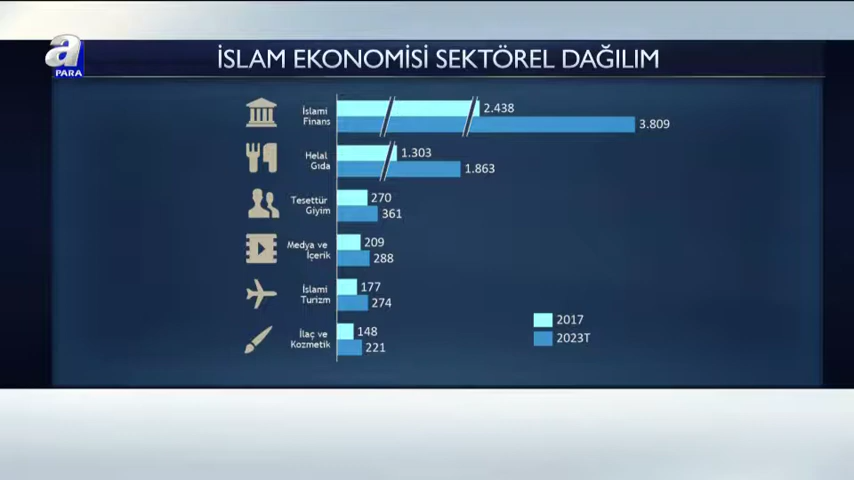 a
PARA
İSLAM EKONOMİSİ SEKTÖREL DAĞILIM
İslami
Finans
2.438
3.809
Helal
Gıda
1.303
1.863
Tesettür
Giyim
270
361
Medya ve
İçerik
209
288
İslami
Turizm
177
274
İlaç ve
Kozmetik
148
221
2017
2023T